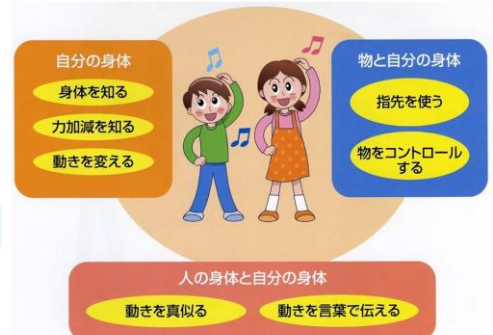 自分の身体
身体を知る
力加減を知る
動きを変える
物と自分の身体
指先を使う
物をコントロール
する
人の身体と自分の身体
動きを真似る
動きを言葉で伝える